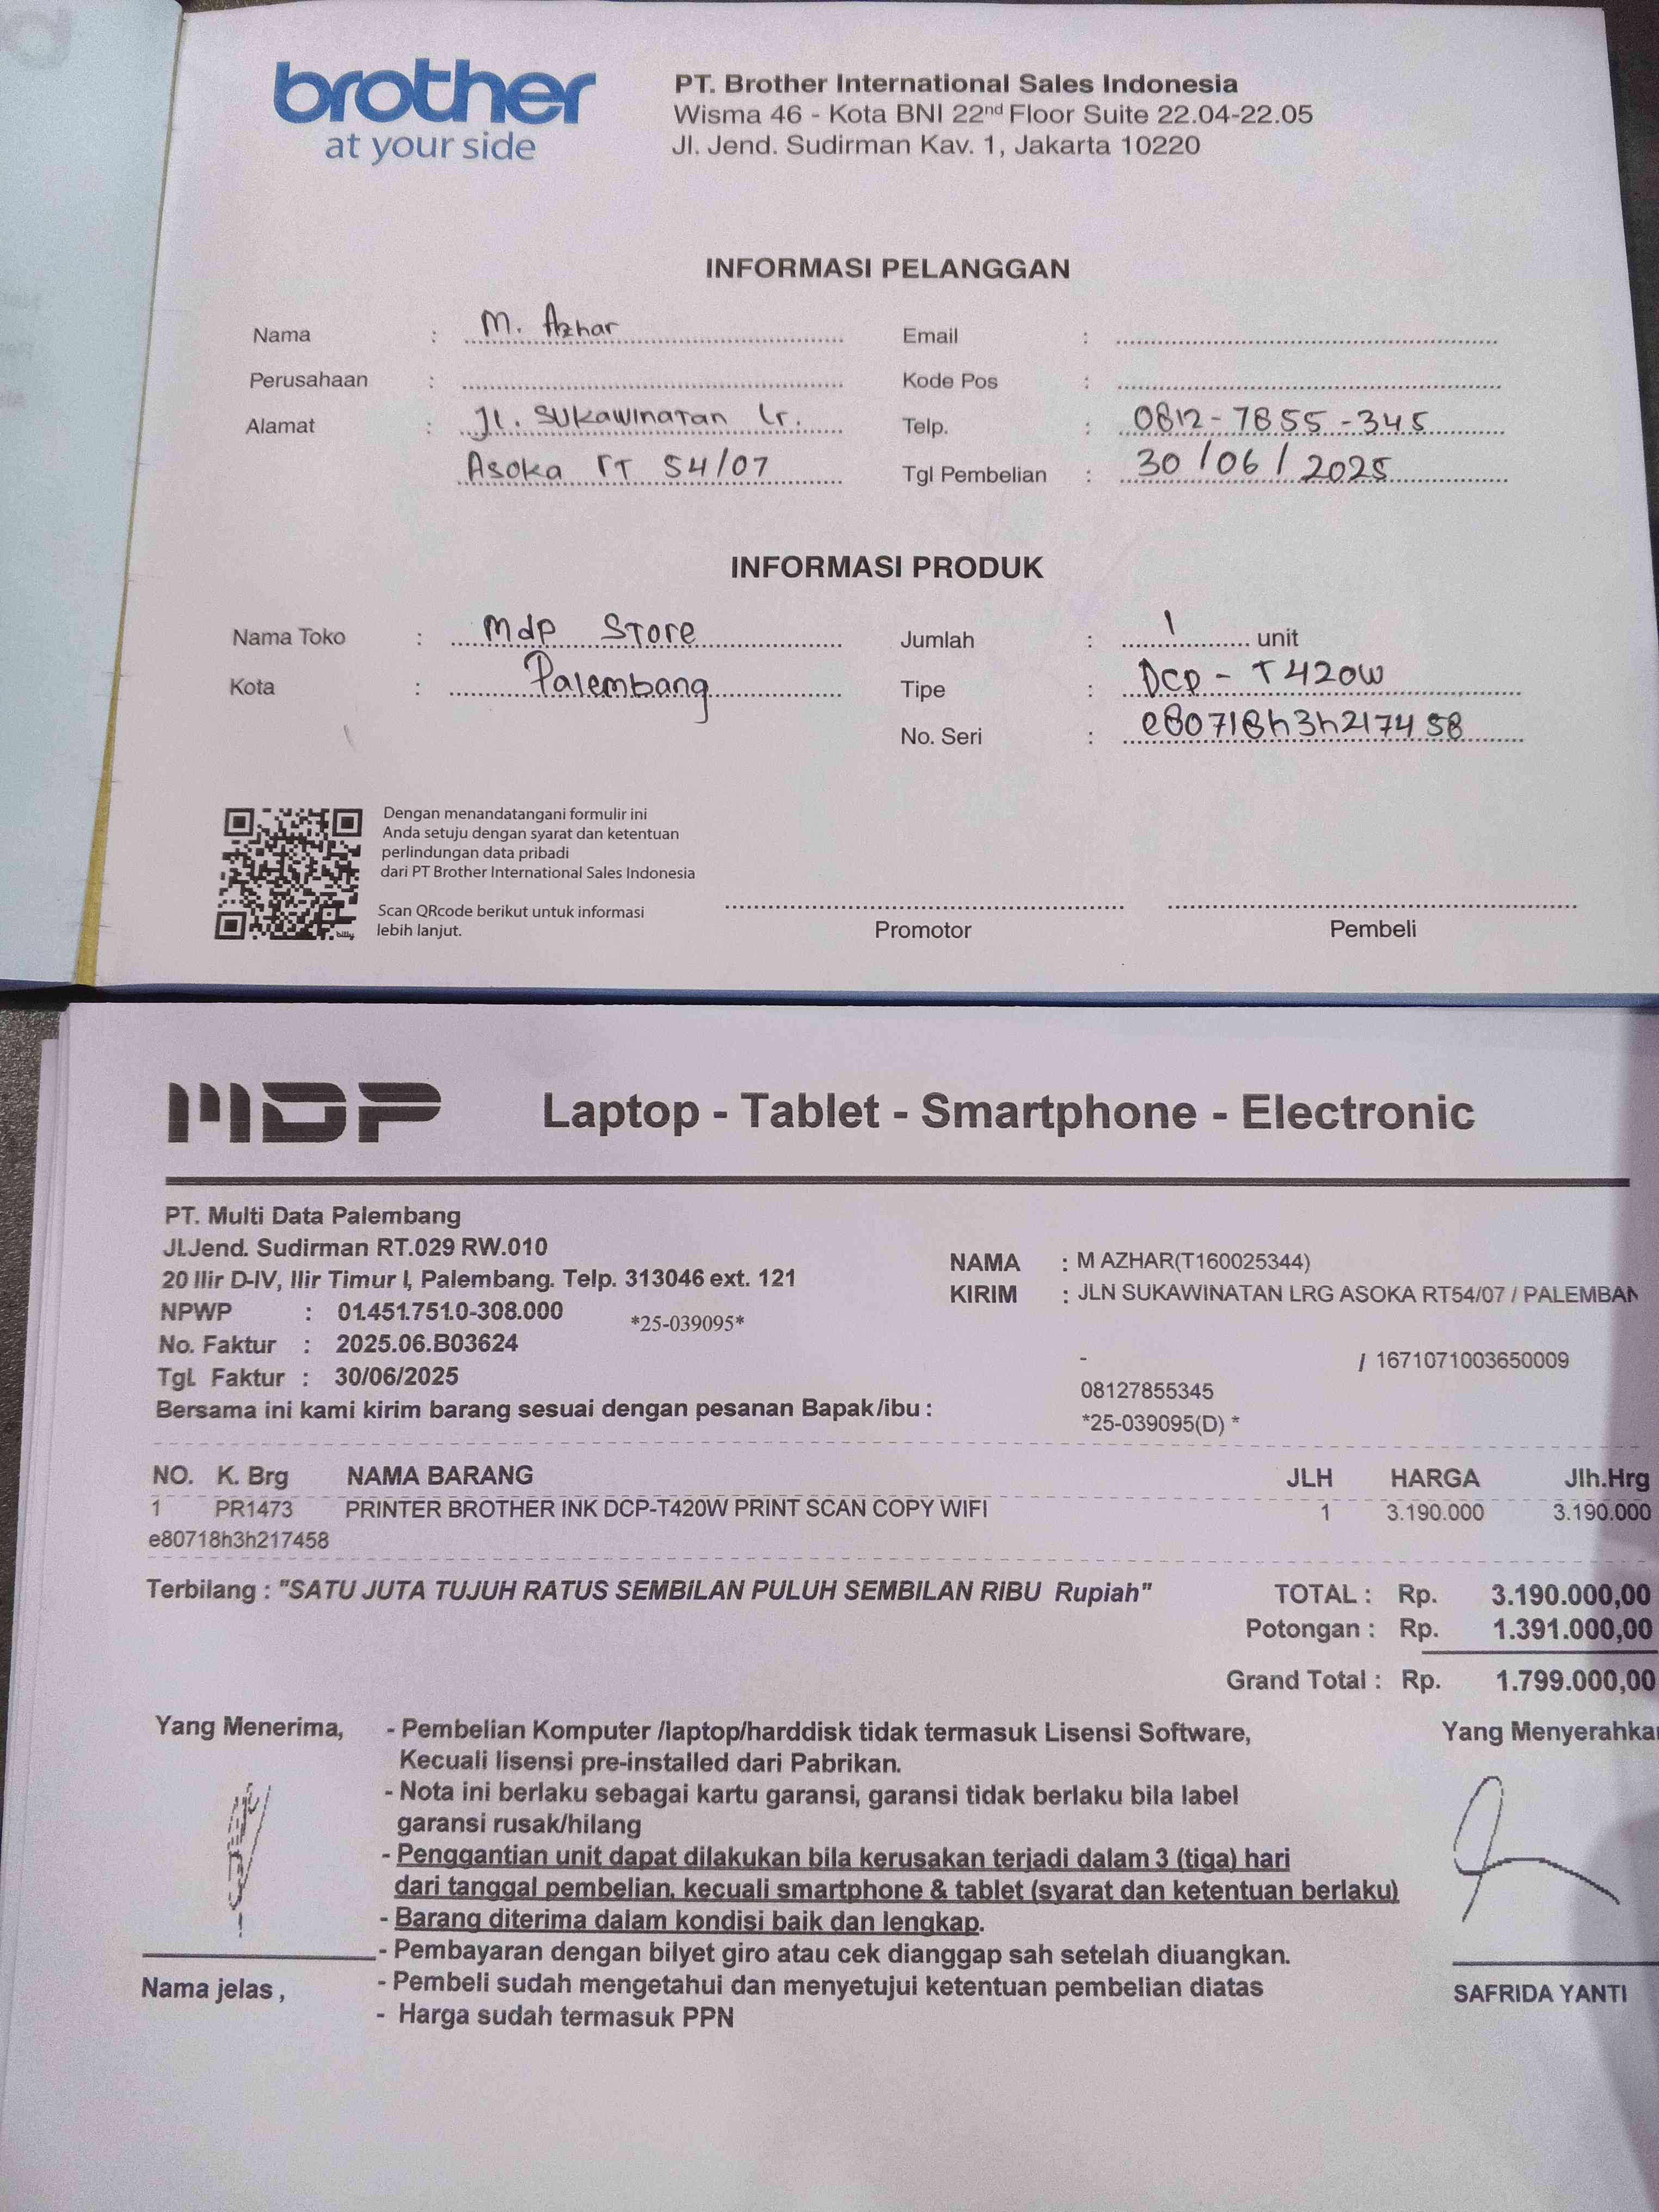 brother
at your side
PT. Brother International Sales Indonesia
Wisma 46 - Kota BNI 22nd Floor Suite 22.04-22.05
Jl. Jend. Sudirman Kav. 1, Jakarta 10220
INFORMASI PELANGGAN
Nama : M. Azhar
Email :
Perusahaan :
Kode Pos :
Alamat : Jl. Sukawinatan Lr.
Telp. : 0812-7855-345
Asoka RT 54/07
Tgl Pembelian : 30/06/2025
INFORMASI PRODUK
Nama Toko : Mdp Store
Jumlah : 1 unit
Kota : Palembang
Tipe : DCP-T420W
No. Seri : e80718h3h217458
Dengan menandatangani formulir ini
Anda setuju dengan syarat dan ketentuan
perlindungan data pribadi
dari PT Brother International Sales Indonesia
Scan QRcode berikut untuk informasi
lebih lanjut.
billy
Promotor
Pembeli
MDP Laptop - Tablet - Smartphone - Electronic
PT. Multi Data Palembang
Jl.Jend. Sudirman RT.029 RW.010
20 Ilir D-IV, Ilir Timur I, Palembang. Telp. 313046 ext. 121
NPWP : 01.451.751.0-308.000
*25-039095*
No. Faktur : 2025.06.B03624
Tgl. Faktur : 30/06/2025
Bersama ini kami kirim barang sesuai dengan pesanan Bapak/ibu :
NAMA : M AZHAR(T160025344)
KIRIM : JLN SUKAWINATAN LRG ASOKA RT54/07 / PALEMBAN
- / 1671071003650009
08127855345
*25-039095(D) *
NO. K. Brg NAMA BARANG JLH HARGA Jlh.Hrg
1 PR1473 PRINTER BROTHER INK DCP-T420W PRINT SCAN COPY WIFI 1 3.190.000 3.190.000
e80718h3h217458
Terbilang : "SATU JUTA TUJUH RATUS SEMBILAN PULUH SEMBILAN RIBU Rupiah"
TOTAL : Rp. 3.190.000,00
Potongan : Rp. 1.391.000,00
Grand Total : Rp. 1.799.000,00
Yang Menerima,
- Pembelian Komputer /laptop/harddisk tidak termasuk Lisensi Software,
Kecuali lisensi pre-installed dari Pabrikan.
- Nota ini berlaku sebagai kartu garansi, garansi tidak berlaku bila label
garansi rusak/hilang
- Penggantian unit dapat dilakukan bila kerusakan terjadi dalam 3 (tiga) hari
dari tanggal pembelian, kecuali smartphone & tablet (syarat dan ketentuan berlaku)
- Barang diterima dalam kondisi baik dan lengkap.
- Pembayaran dengan bilyet giro atau cek dianggap sah setelah diuangkan.
- Pembeli sudah mengetahui dan menyetujui ketentuan pembelian diatas
- Harga sudah termasuk PPN
Nama jelas ,
Yang Menyerahka
SAFRIDA YANTI